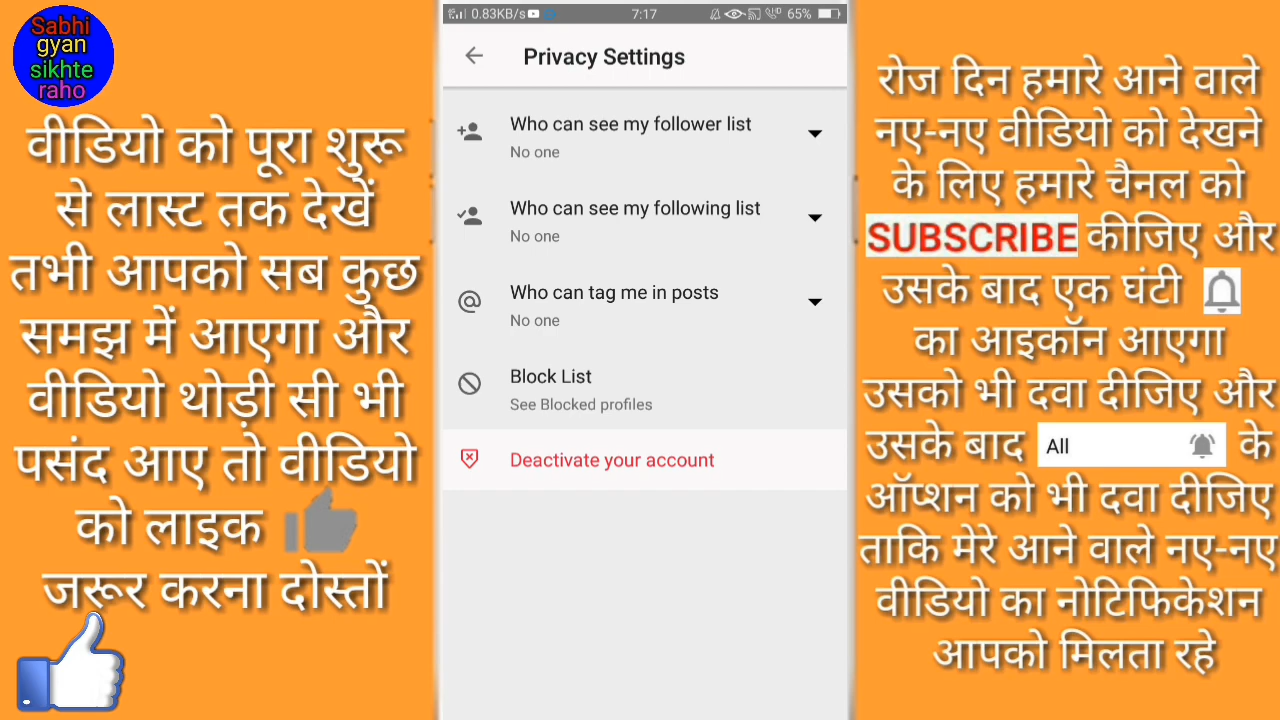 Sabhi
gyan
sikhte
raho
वीडियो को पूरा शुरू
से लास्ट तक देखें
तभी आपको सब कुछ
समझ में आएगा और
वीडियो थोड़ी सी भी
पसंद आए तो वीडियो
को लाइक
जरूर करना दोस्तों
0.83KB/s 7:17 65%
Privacy Settings
Who can see my follower list
No one
Who can see my following list
No one
Who can tag me in posts
No one
Block List
See Blocked profiles
Deactivate your account
रोज दिन हमारे आने वाले
नए-नए वीडियो को देखने
के लिए हमारे चैनल को
SUBSCRIBE कीजिए और
उसके बाद एक घंटी
का आइकॉन आएगा
उसको भी दवा दीजिए और
उसके बाद All के
ऑप्शन को भी दवा दीजिए
ताकि मेरे आने वाले नए-नए
वीडियो का नोटिफिकेशन
आपको मिलता रहे